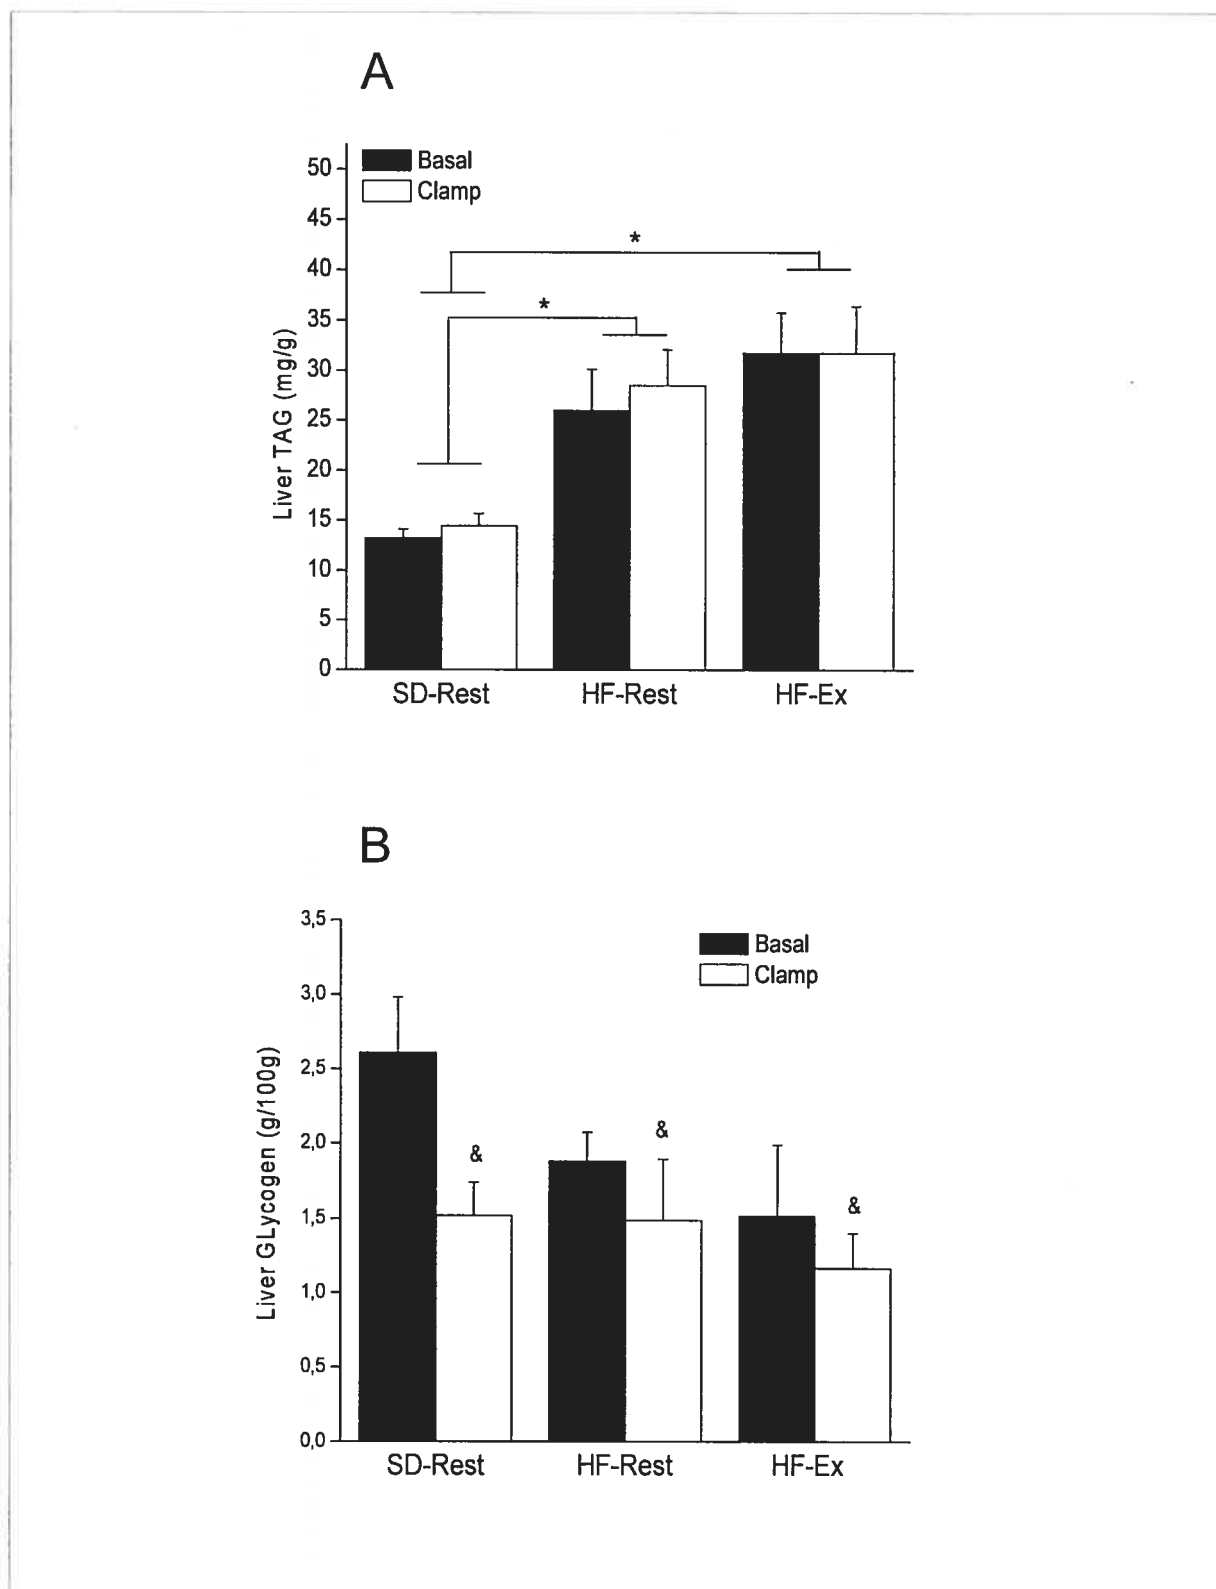 A
Basal
Clamp
50
45
40
35
30
25
20
15
10
5
0
Liver TAG (mg/g)
*
*
SD-Rest HF-Rest HF-Ex
B
Basal
Clamp
3,5
3,0
2,5
2,0
1,5
1,0
0,5
0,0
Liver GLycogen (g/100g)
&
&
&
SD-Rest HF-Rest HF-Ex